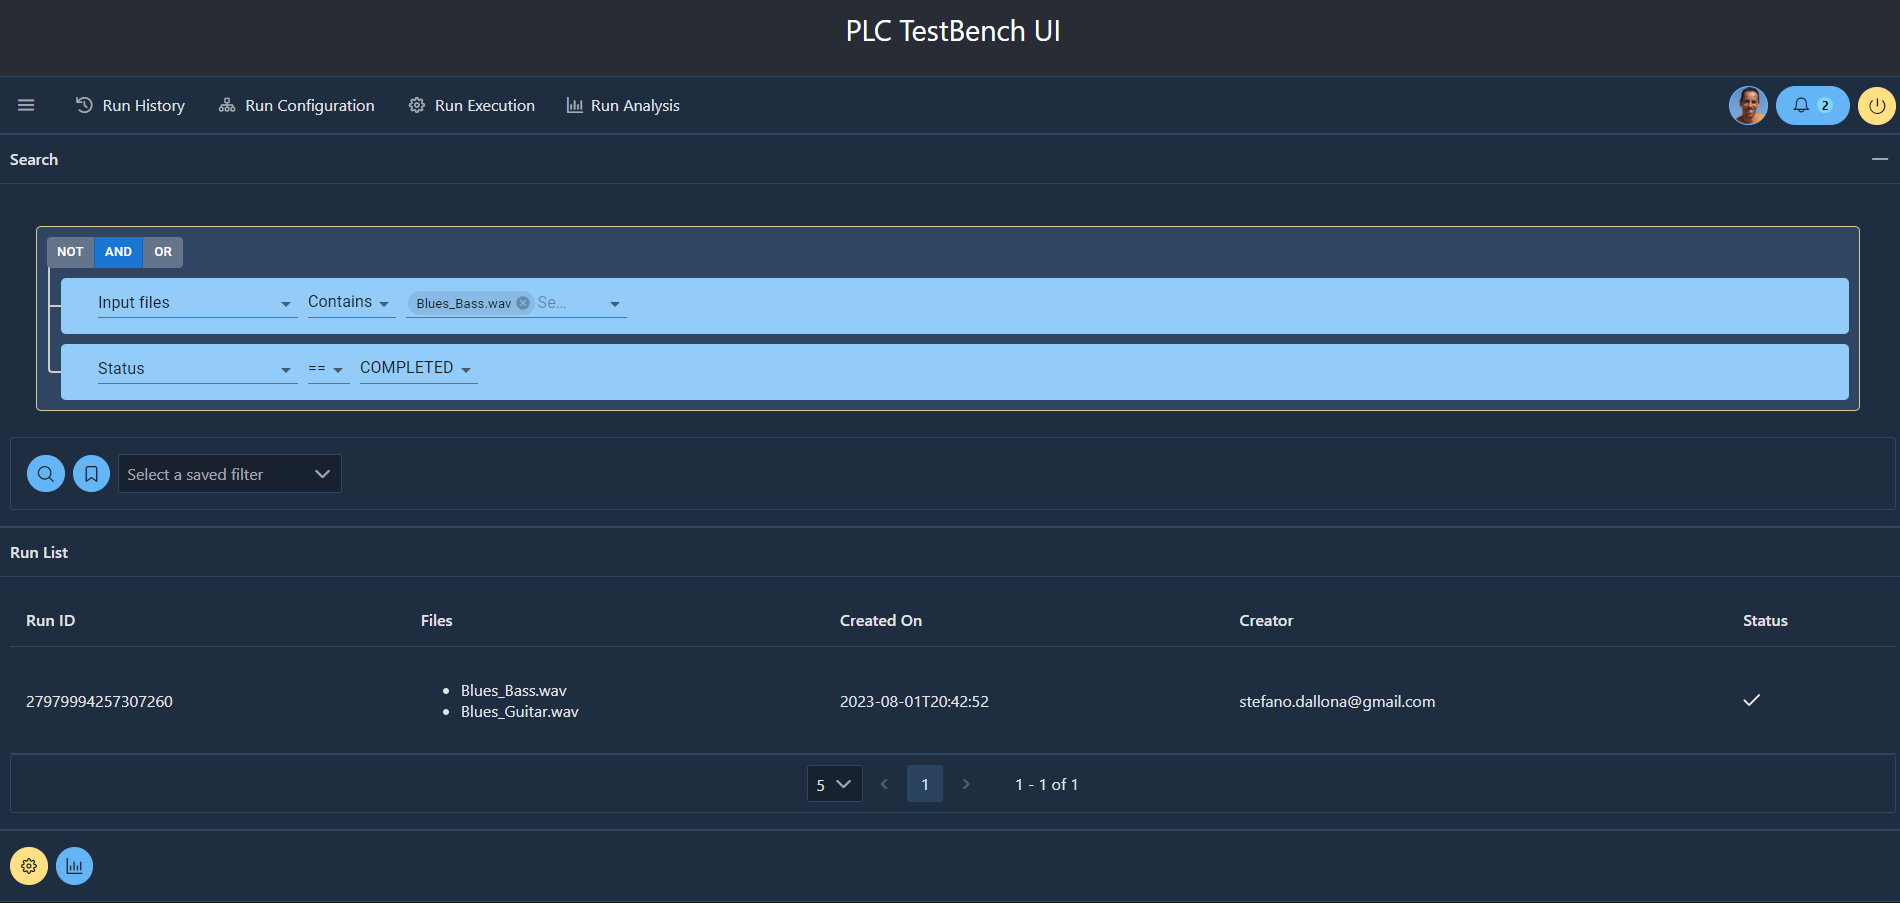 PLC TestBench UI
Run History Run Configuration Run Execution Run Analysis 2
Search
NOT AND OR
Input files Contains Blues_Bass.wav Se...
Status == COMPLETED
Select a saved filter
Run List
Run ID Files Created On Creator Status
27979994257307260 Blues_Bass.wav 2023-08-01T20:42:52 stefano.dallona@gmail.com
Blues_Guitar.wav
5 1 1 - 1 of 1